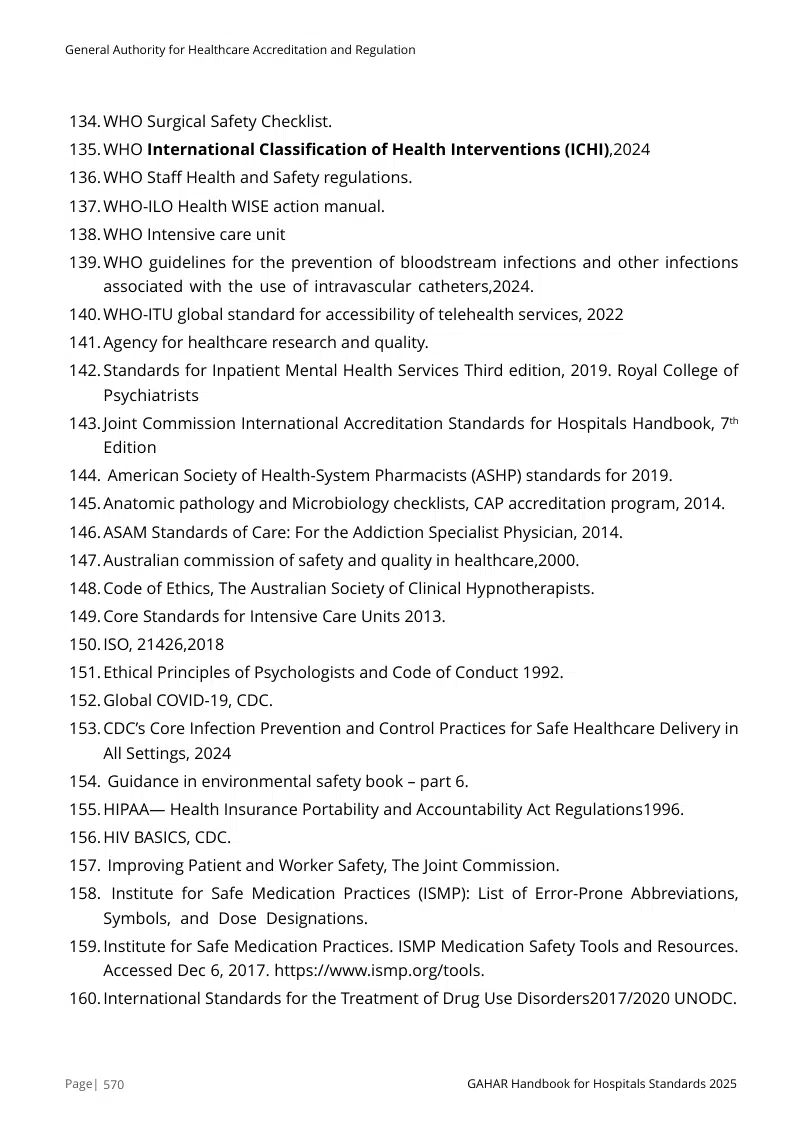 General Authority for Healthcare Accreditation and Regulation
134. WHO Surgical Safety Checklist.
135. WHO International Classification of Health Interventions (ICHI),2024
136. WHO Staff Health and Safety regulations.
137. WHO-ILO Health WISE action manual.
138. WHO Intensive care unit
139. WHO guidelines for the prevention of bloodstream infections and other infections
associated with the use of intravascular catheters,2024.
140. WHO-ITU global standard for accessibility of telehealth services, 2022
141. Agency for healthcare research and quality.
142. Standards for Inpatient Mental Health Services Third edition, 2019. Royal College of
Psychiatrists
143. Joint Commission International Accreditation Standards for Hospitals Handbook, 7th
Edition
144. American Society of Health-System Pharmacists (ASHP) standards for 2019.
145. Anatomic pathology and Microbiology checklists, CAP accreditation program, 2014.
146. ASAM Standards of Care: For the Addiction Specialist Physician, 2014.
147. Australian commission of safety and quality in healthcare,2000.
148. Code of Ethics, The Australian Society of Clinical Hypnotherapists.
149. Core Standards for Intensive Care Units 2013.
150. ISO, 21426,2018
151. Ethical Principles of Psychologists and Code of Conduct 1992.
152. Global COVID-19, CDC.
153. CDC’s Core Infection Prevention and Control Practices for Safe Healthcare Delivery in
All Settings, 2024
154. Guidance in environmental safety book – part 6.
155. HIPAA— Health Insurance Portability and Accountability Act Regulations1996.
156. HIV BASICS, CDC.
157. Improving Patient and Worker Safety, The Joint Commission.
158. Institute for Safe Medication Practices (ISMP): List of Error-Prone Abbreviations,
Symbols, and Dose Designations.
159. Institute for Safe Medication Practices. ISMP Medication Safety Tools and Resources.
Accessed Dec 6, 2017. https://www.ismp.org/tools.
160. International Standards for the Treatment of Drug Use Disorders2017/2020 UNODC.
Page| 570
GAHAR Handbook for Hospitals Standards 2025